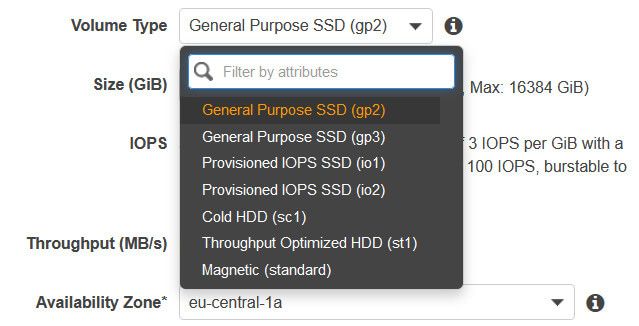 Volume Type General Purpose SSD (gp2)
Filter by attributes
Size (GiB) , Max: 16384 GiB)
General Purpose SSD (gp2)
General Purpose SSD (gp3)
IOPS 3 IOPS per GiB with a
Provisioned IOPS SSD (io1) 100 IOPS, burstable to
Provisioned IOPS SSD (io2)
Cold HDD (sc1)
Throughput (MB/s) Throughput Optimized HDD (st1)
Magnetic (standard)
Availability Zone* eu-central-1a